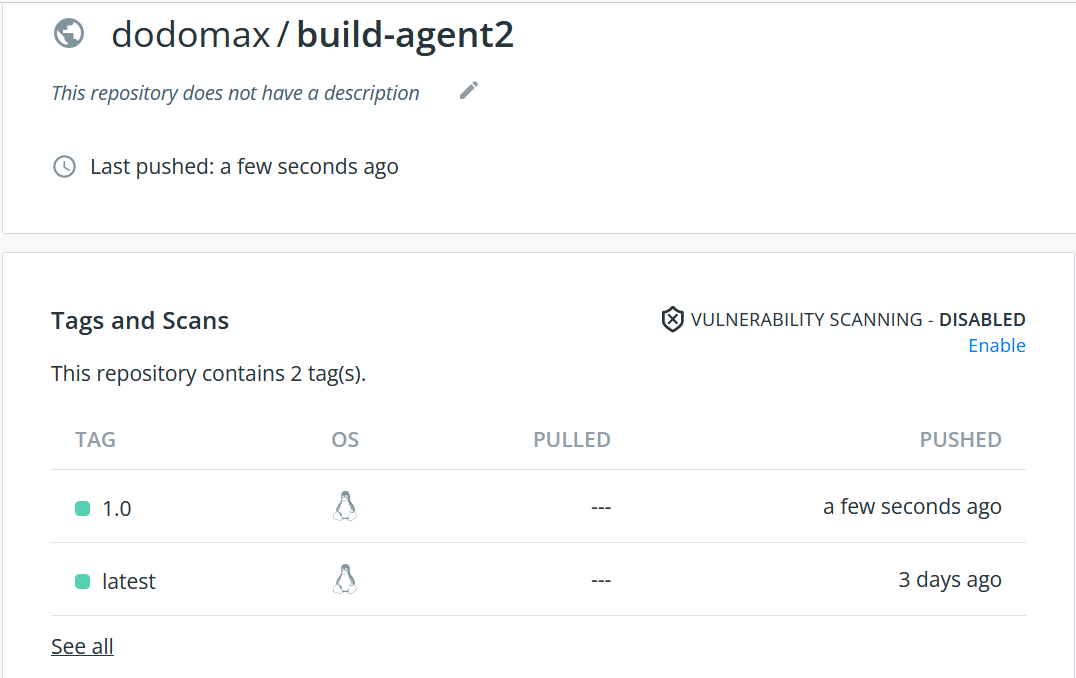 dodomax / build-agent2
This repository does not have a description
Last pushed: a few seconds ago
Tags and Scans
VULNERABILITY SCANNING - DISABLED
Enable
This repository contains 2 tag(s).
TAG OS PULLED PUSHED
1.0 --- a few seconds ago
latest --- 3 days ago
See all